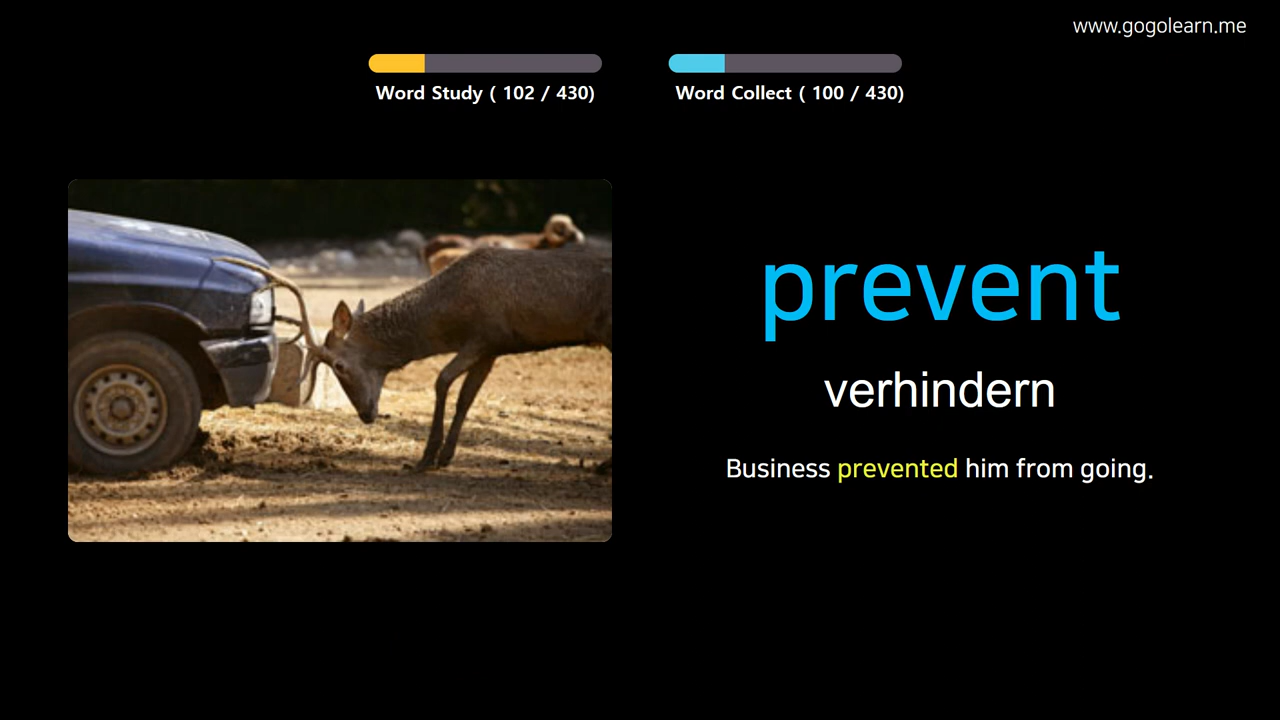 www.gogolearn.me
Word Study ( 102 / 430)
Word Collect ( 100 / 430)
prevent
verhindern
Business prevented him from going.